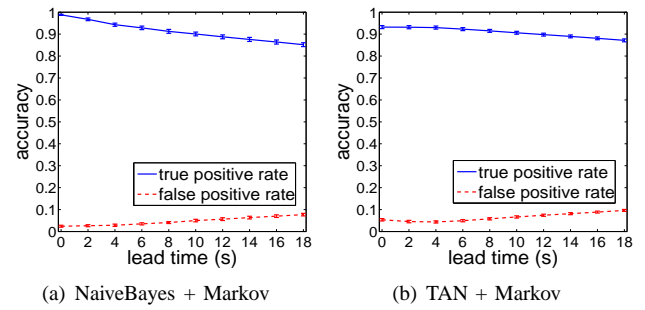 1
0.9
0.8
0.7
0.6
0.5
0.4
0.3
0.2
0.1
0
accuracy
true positive rate
false positive rate
0 2 4 6 8 10 12 14 16 18
lead time (s)
(a) NaiveBayes + Markov
1
0.9
0.8
0.7
0.6
0.5
0.4
0.3
0.2
0.1
0
accuracy
true positive rate
false positive rate
0 2 4 6 8 10 12 14 16 18
lead time (s)
(b) TAN + Markov